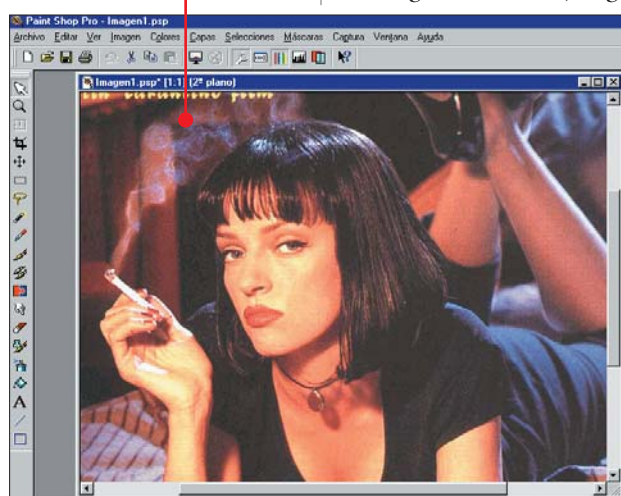 Paint Shop Pro - Imagen1.psp
Archivo Editar Ver Imagen Colores Capas Selecciones Máscaras Captura Ventana Ayuda
Imagen1.psp* [1:1] (2º plano)
film